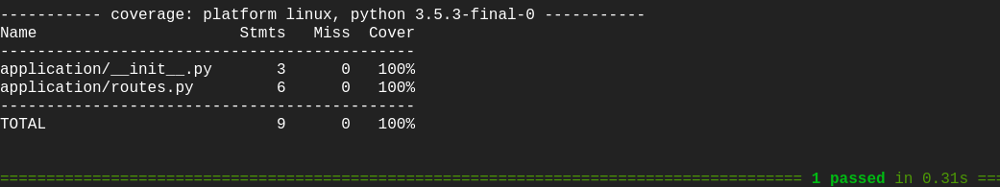 ----------- coverage: platform linux, python 3.5.3-final-0 -----------
Name                      Stmts   Miss  Cover
---------------------------------------------
application/__init__.py       3      0   100%
application/routes.py         6      0   100%
---------------------------------------------
TOTAL                         9      0   100%
======================================================================================= 1 passed in 0.31s ===